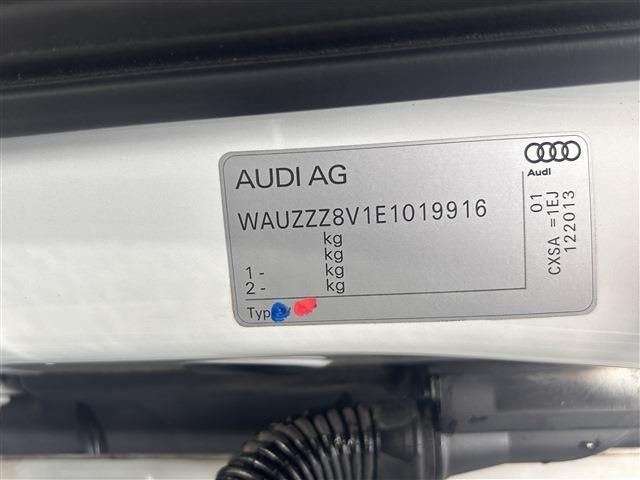 AUDI AG
Audi
WAUZZZ8V1E1019916
kg
kg
1 - kg
2 - kg
Typ
01
CXSA =1EJ
122013